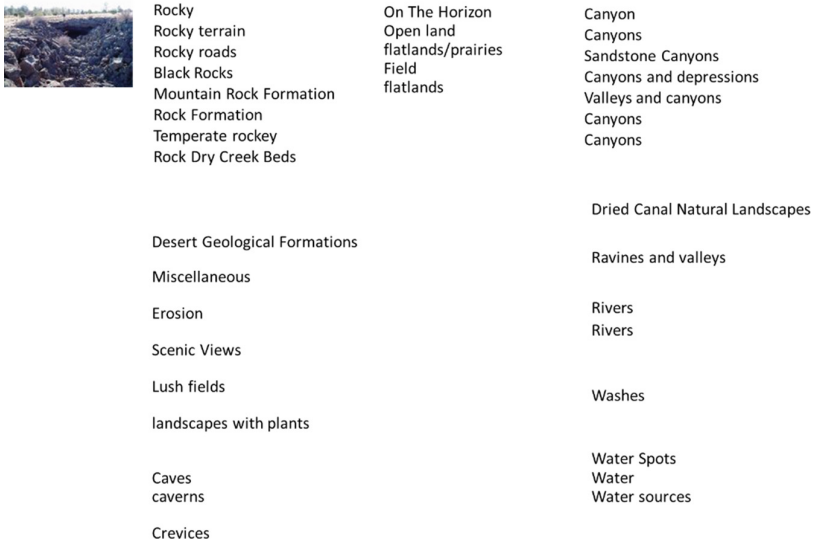 Rocky
Rocky terrain
Rocky roads
Black Rocks
Mountain Rock Formation
Rock Formation
Temperate rockey
Rock Dry Creek Beds
Desert Geological Formations
Miscellaneous
Erosion
Scenic Views
Lush fields
landscapes with plants
Caves
caverns
Crevices
On The Horizon
Open land
flatlands/prairies
Field
flatlands
Canyon
Canyons
Sandstone Canyons
Canyons and depressions
Valleys and canyons
Canyons
Canyons
Dried Canal Natural Landscapes
Ravines and valleys
Rivers
Rivers
Washes
Water Spots
Water
Water sources